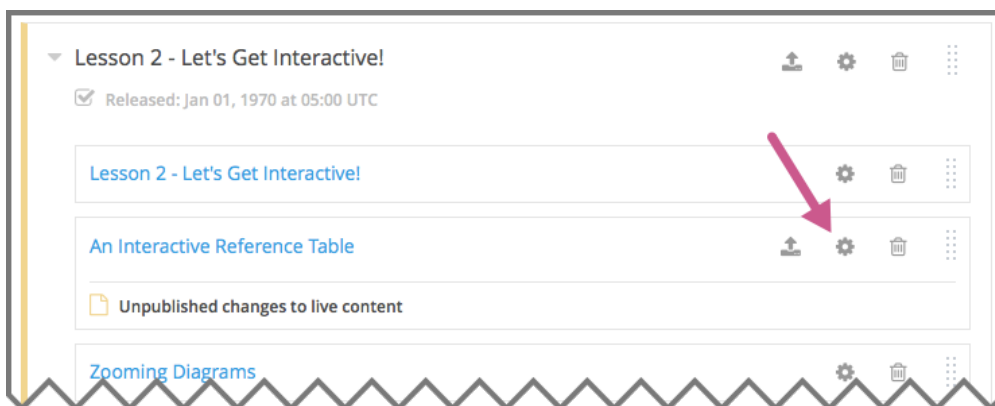 Lesson 2 - Let's Get Interactive!
Released: Jan 01, 1970 at 05:00 UTC
Lesson 2 - Let's Get Interactive!
An Interactive Reference Table
Unpublished changes to live content
Zooming Diagrams